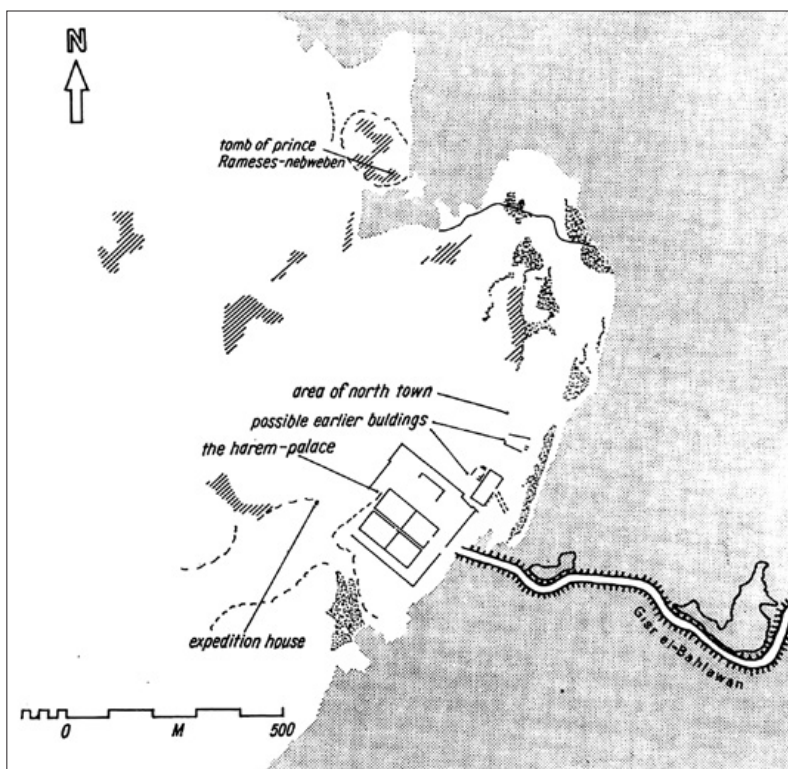 N
tomb of prince
Rameses-nebweben
area of north town
possible earlier buldings
the harem-palace
expedition house
Gisr el-Bahlawan
0 M 500